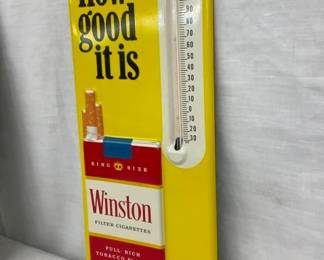 good
it is
KING SIZE
Winston
FILTER CIGARETTES
FULL-RICH
TOBACCO
90
80
70
60
50
40
30
20
10
0
10
20
30